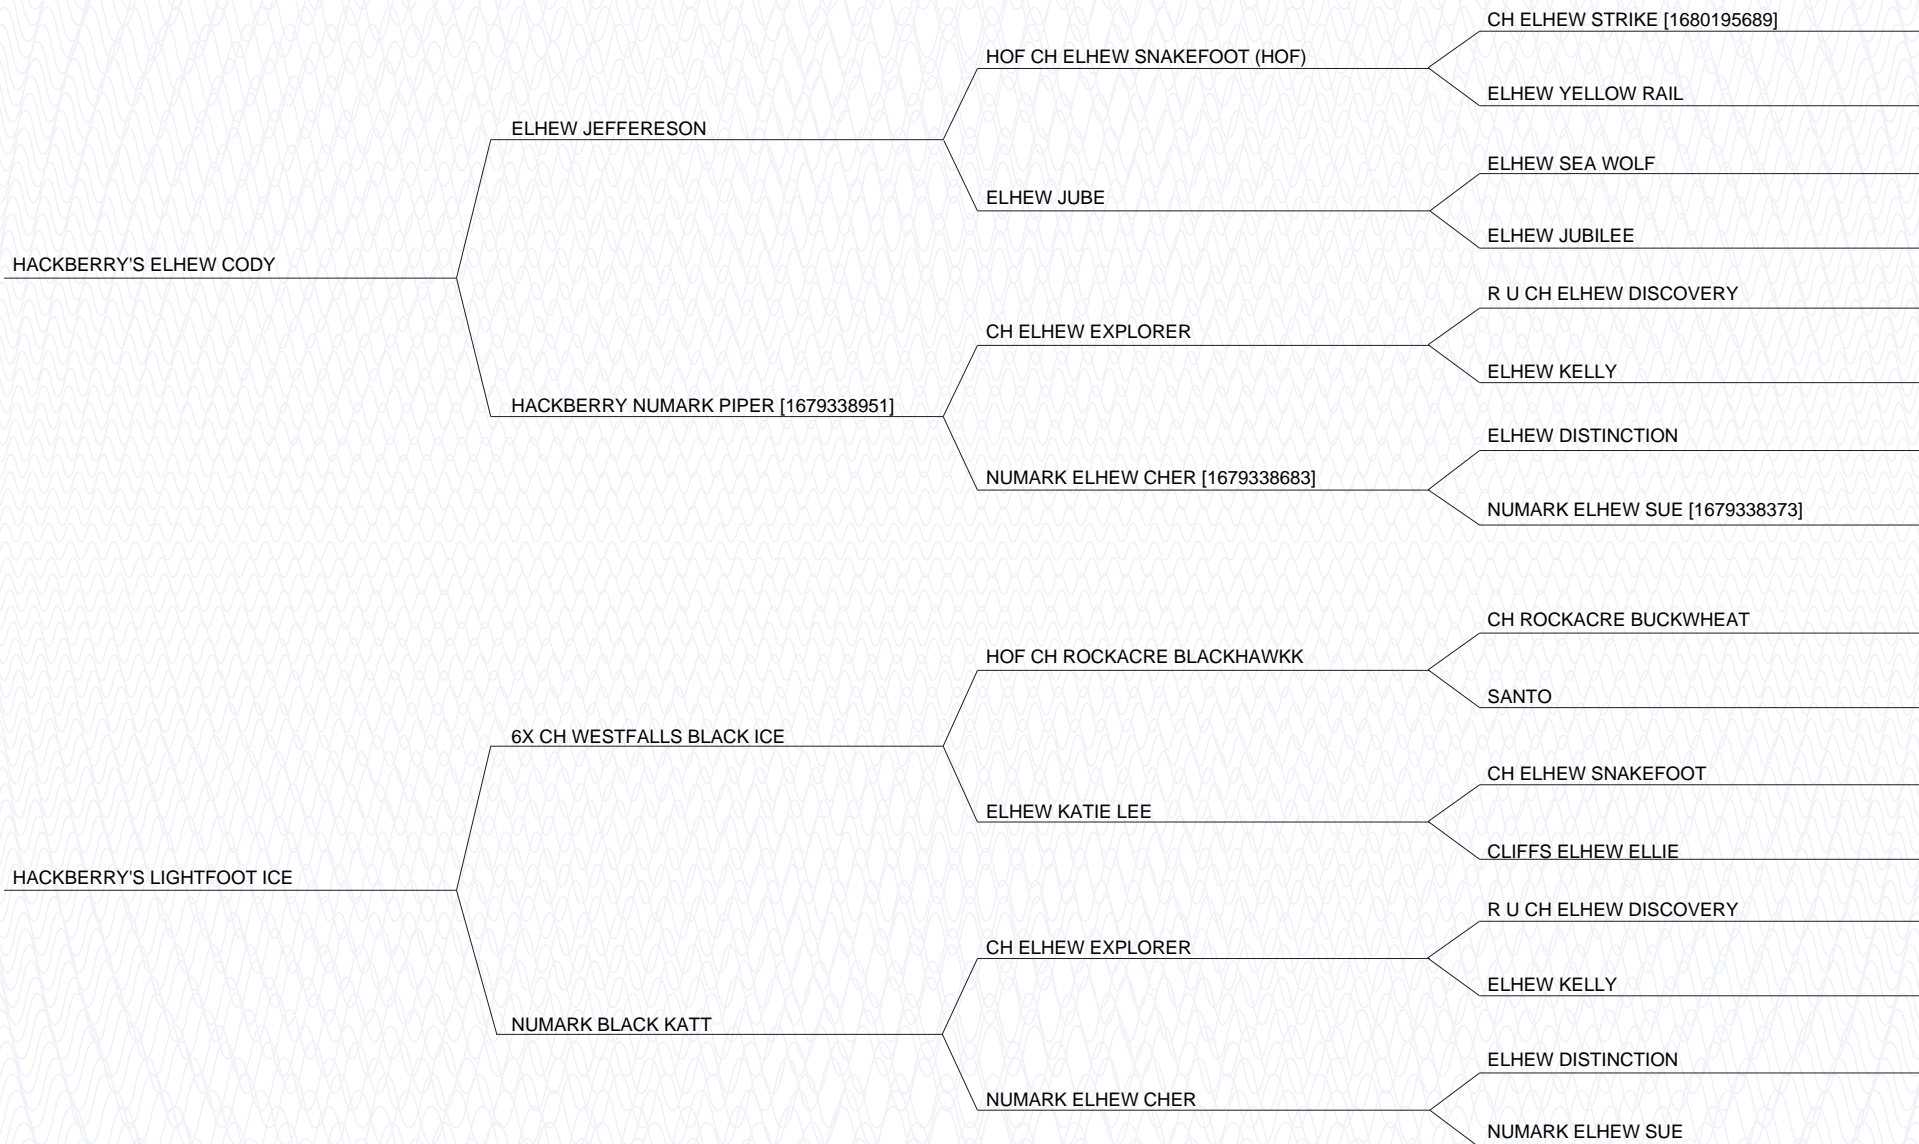 CH ELHEW STRIKE [1680195689]
HOF CH ELHEW SNAKEFOOT (HOF)
ELHEW YELLOW RAIL
ELHEW JEFFERESON
ELHEW SEA WOLF
ELHEW JUBE
ELHEW JUBILEE
HACKBERRY'S ELHEW CODY
R U CH ELHEW DISCOVERY
CH ELHEW EXPLORER
ELHEW KELLY
HACKBERRY NUMARK PIPER [1679338951]
ELHEW DISTINCTION
NUMARK ELHEW CHER [1679338683]
NUMARK ELHEW SUE [1679338373]
CH ROCKACRE BUCKWHEAT
HOF CH ROCKACRE BLACKHAWKK
SANTO
6X CH WESTFALLS BLACK ICE
CH ELHEW SNAKEFOOT
ELHEW KATIE LEE
CLIFFS ELHEW ELLIE
HACKBERRY'S LIGHTFOOT ICE
R U CH ELHEW DISCOVERY
CH ELHEW EXPLORER
ELHEW KELLY
NUMARK BLACK KATT
ELHEW DISTINCTION
NUMARK ELHEW CHER
NUMARK ELHEW SUE